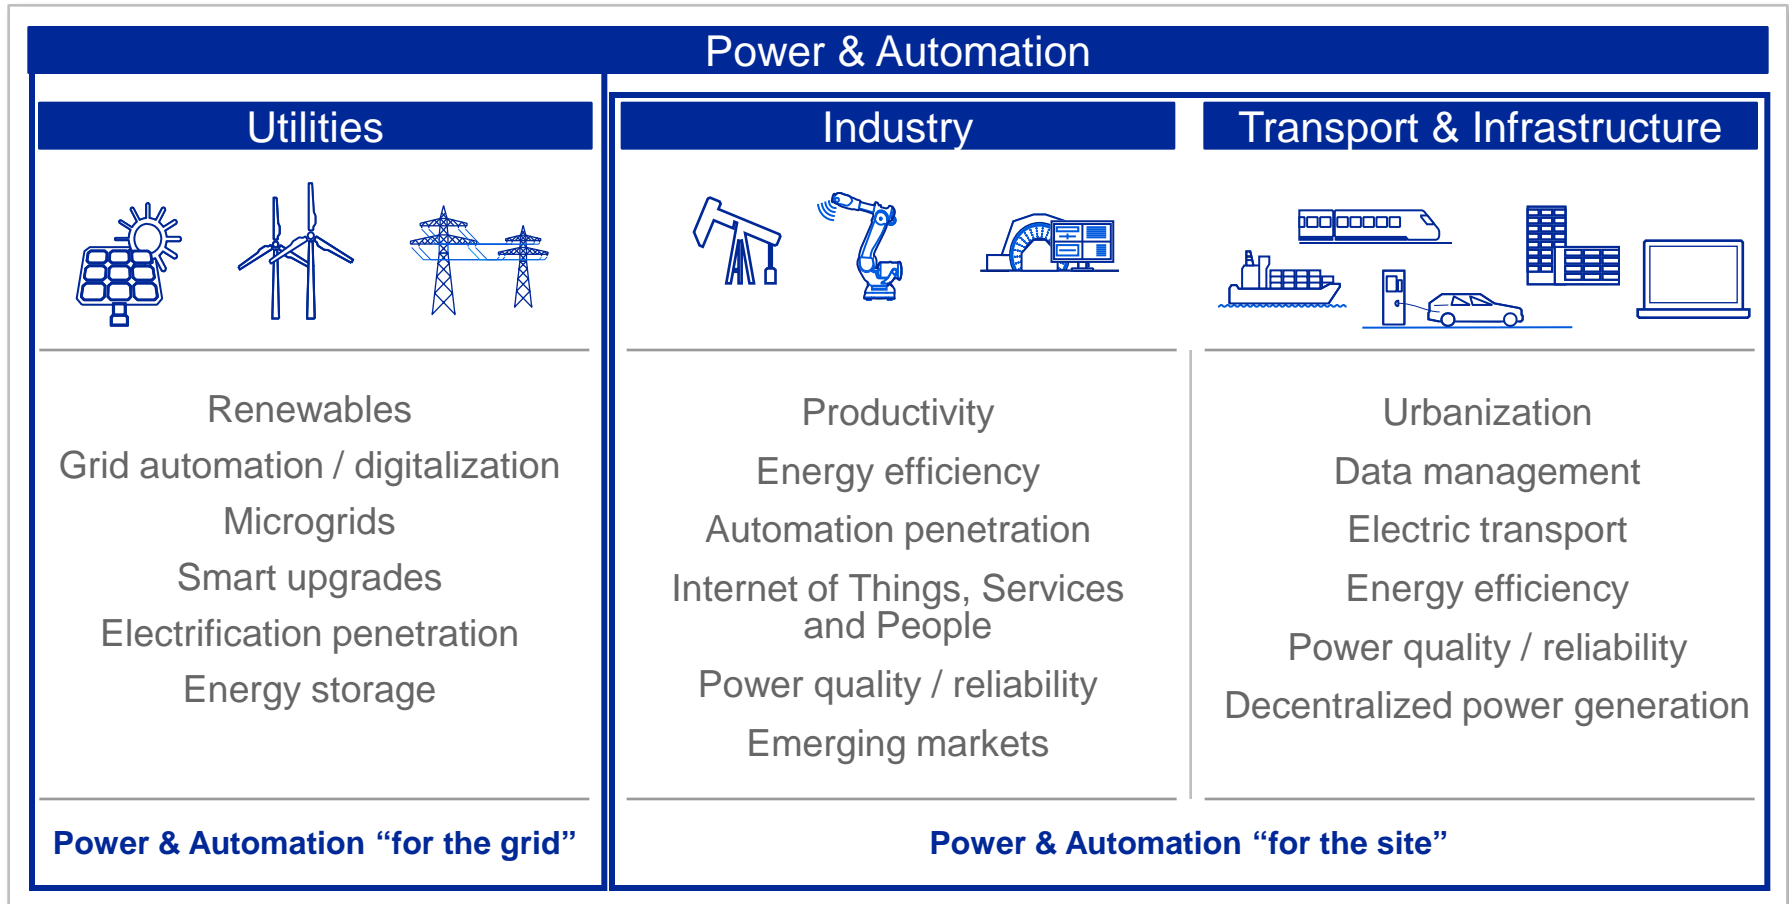 Power & Automation
Utilities
Renewables
Grid automation / digitalization
Microgrids
Smart upgrades
Electrification penetration
Energy storage
Power & Automation “for the grid”
Industry
Productivity
Energy efficiency
Automation penetration
Internet of Things, Services
and People
Power quality / reliability
Emerging markets
Transport & Infrastructure
Urbanization
Data management
Electric transport
Energy efficiency
Power quality / reliability
Decentralized power generation
Power & Automation “for the site”